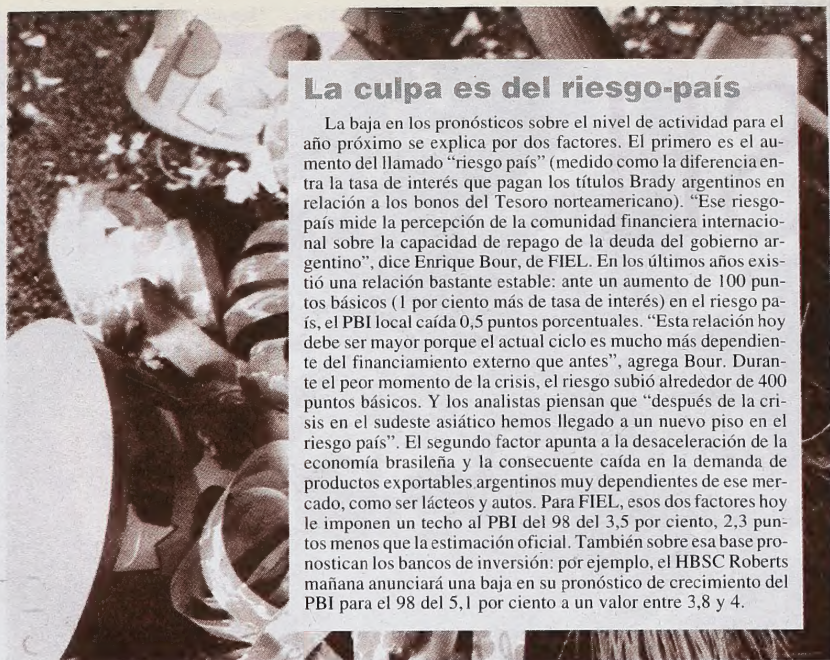 La culpa es del riesgo-país
La baja en los pronósticos sobre el nivel de actividad para el
año próximo se explica por dos factores. El primero es el au-
mento del llamado “riesgo país” (medido como la diferencia en-
tra la tasa de interés que pagan los títulos Brady argentinos en
relación a los bonos del Tesoro norteamericano). “Ese riesgo-
país mide la percepción de la comunidad financiera internacio-
nal sobre la capacidad de repago de la deuda del gobierno ar-
gentino”, dice Enrique Bour, de FIEL. En los últimos años exis-
tió una relación bastante estable: ante un aumento de 100 pun-
tos básicos (1 por ciento más de tasa de interés) en el riesgo pa-
ís, el PBI local caída 0,5 puntos porcentuales. “Esta relación hoy
debe ser mayor porque el actual ciclo es mucho más dependien-
te del financiamiento externo que antes”, agrega Bour. Duran-
te el peor momento de la crisis, el riesgo subió alrededor de 400
puntos básicos. Y los analistas piensan que “después de la cri-
sis en el sudeste asiático hemos llegado a un nuevo piso en el
riesgo país”. El segundo factor apunta a la desaceleración de la
economía brasileña y la consecuente caída en la demanda de
productos exportables argentinos muy dependientes de ese mer-
cado, como ser lácteos y autos. Para FIEL, esos dos factores hoy
le imponen un techo al PBI del 98 del 3,5 por ciento, 2,3 pun-
tos menos que la estimación oficial. También sobre esa base pro-
nostican los bancos de inversión: por ejemplo, el HBSC Roberts
mañana anunciará una baja en su pronóstico de crecimiento del
PBI para el 98 del 5,1 por ciento a un valor entre 3,8 y 4.